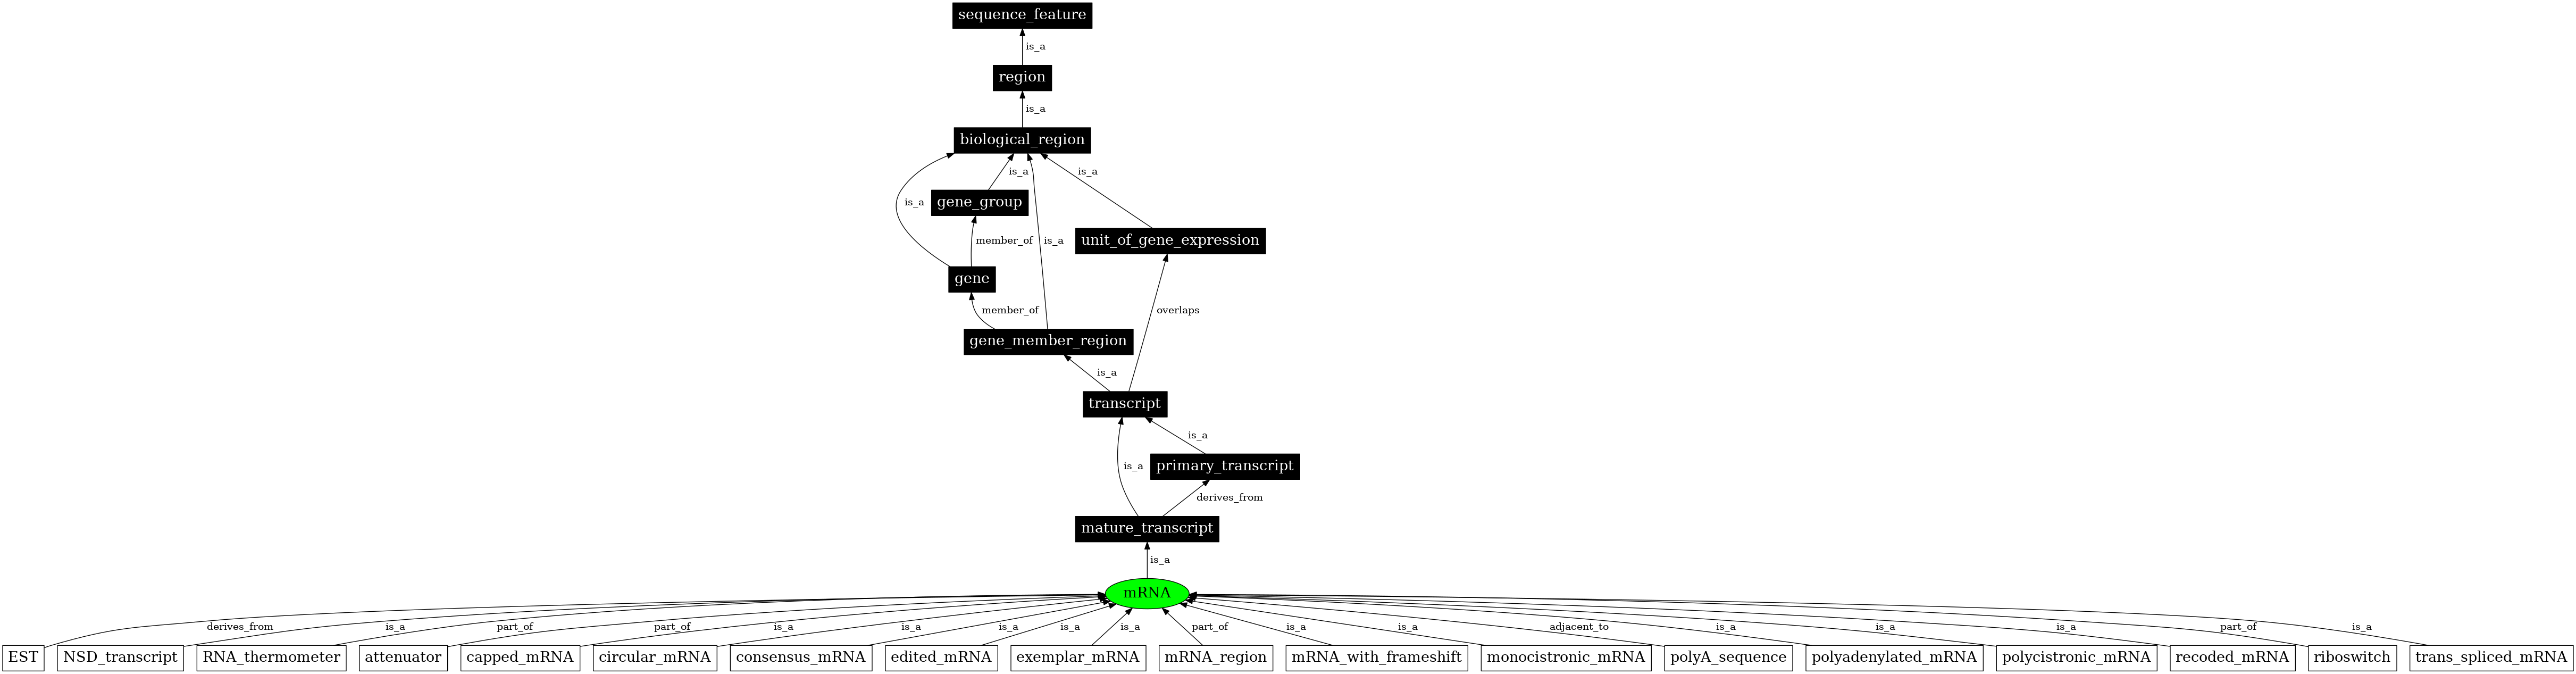 sequence_feature
is_a
region
is_a
biological_region
is_a
is_a
is_a
gene_group
member_of
is_a
unit_of_gene_expression
gene
member_of
overlaps
gene_member_region
is_a
transcript
is_a
is_a
primary_transcript
derives_from
mature_transcript
is_a
mRNA
derives_from is_a part_of part_of is_a is_a is_a is_a is_a part_of is_a is_a adjacent_to is_a is_a is_a part_of is_a
EST NSD_transcript RNA_thermometer attenuator capped_mRNA circular_mRNA consensus_mRNA edited_mRNA exemplar_mRNA mRNA_region mRNA_with_frameshift monocistronic_mRNA polyA_sequence polyadenylated_mRNA polycistronic_mRNA recoded_mRNA riboswitch trans_spliced_mRNA